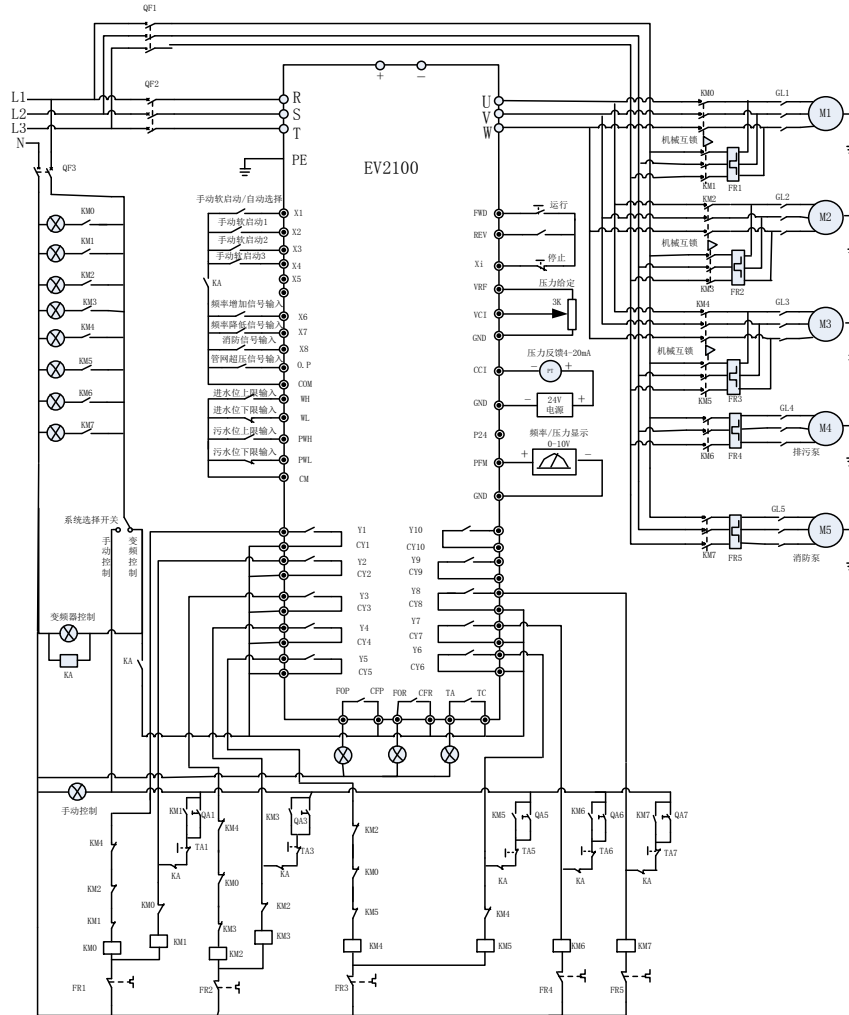 QF1
QF2
L1
L2
L3
N
QF3
R
S
T
PE
+
−
EV2100
U
V
W
KM0
GL1
M1
机械互锁
KM1
FR1
KM2
GL2
M2
机械互锁
KM3
FR2
KM4
GL3
M3
机械互锁
KM5
FR3
GL4
M4
KM6
FR4
排污泵
GL5
M5
KM7
FR5
消防泵
KM0
KM1
KM2
KM3
KM4
KM5
KM6
KM7
手动软启动/自动选择
X1
手动软启动1
X2
手动软启动2
X3
手动软启动3
X4
X5
KA
频率增加信号输入
X6
频率降低信号输入
X7
消防信号输入
X8
管网超压信号输入
O.P
COM
进水位上限输入
WH
进水位下限输入
WL
污水位上限输入
PWH
污水位下限输入
PWL
CM
FWD
运行
REV
Xi
停止
VRF
压力给定
3K
VCI
GND
压力反馈4-20mA
CCI
−
PT
+
GND
−
24V
电源
+
P24
频率/压力显示
0-10V
PFM
+
−
GND
系统选择开关
手动控制
变频控制
变频器控制
KA
KA
Y1
CY1
Y2
CY2
Y3
CY3
Y4
CY4
Y5
CY5
Y10
CY10
Y9
CY9
Y8
CY8
Y7
CY7
Y6
CY6
FOP
CFP
FOR
CFR
TA
TC
手动控制
KM1
QA1
TA1
KA
KM3
QA3
TA3
KA
KM5
QA5
TA5
KA
KM6
QA6
TA6
KA
KM7
QA7
TA7
KA
KM4
KM2
KM1
KM0
KM0
KM1
KM4
KM0
KM3
KM2
KM2
KM3
KM2
KM0
KM5
KM4
KM4
KM5
KM6
KM7
FR1
FR2
FR3
FR4
FR5